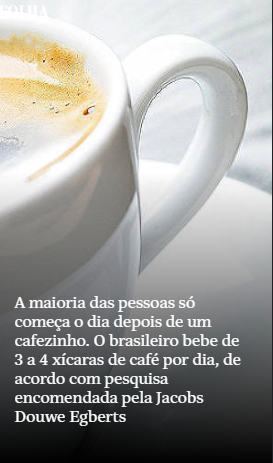 FOLHA
A maioria das pessoas só
começa o dia depois de um
cafezinho. O brasileiro bebe de
3 a 4 xícaras de café por dia, de
acordo com pesquisa
encomendada pela Jacobs
Douwe Egberts